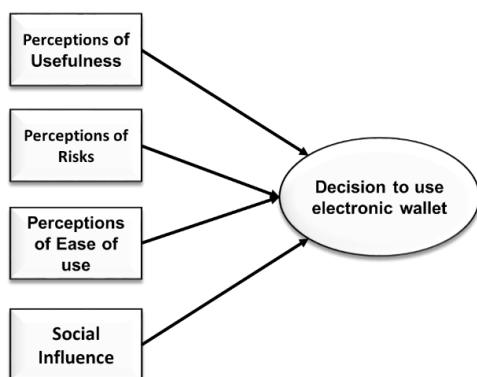 Perceptions of
Usefulness
Perceptions of
Risks
Perceptions
of Ease of
use
Social
Influence
Decision to use
electronic wallet